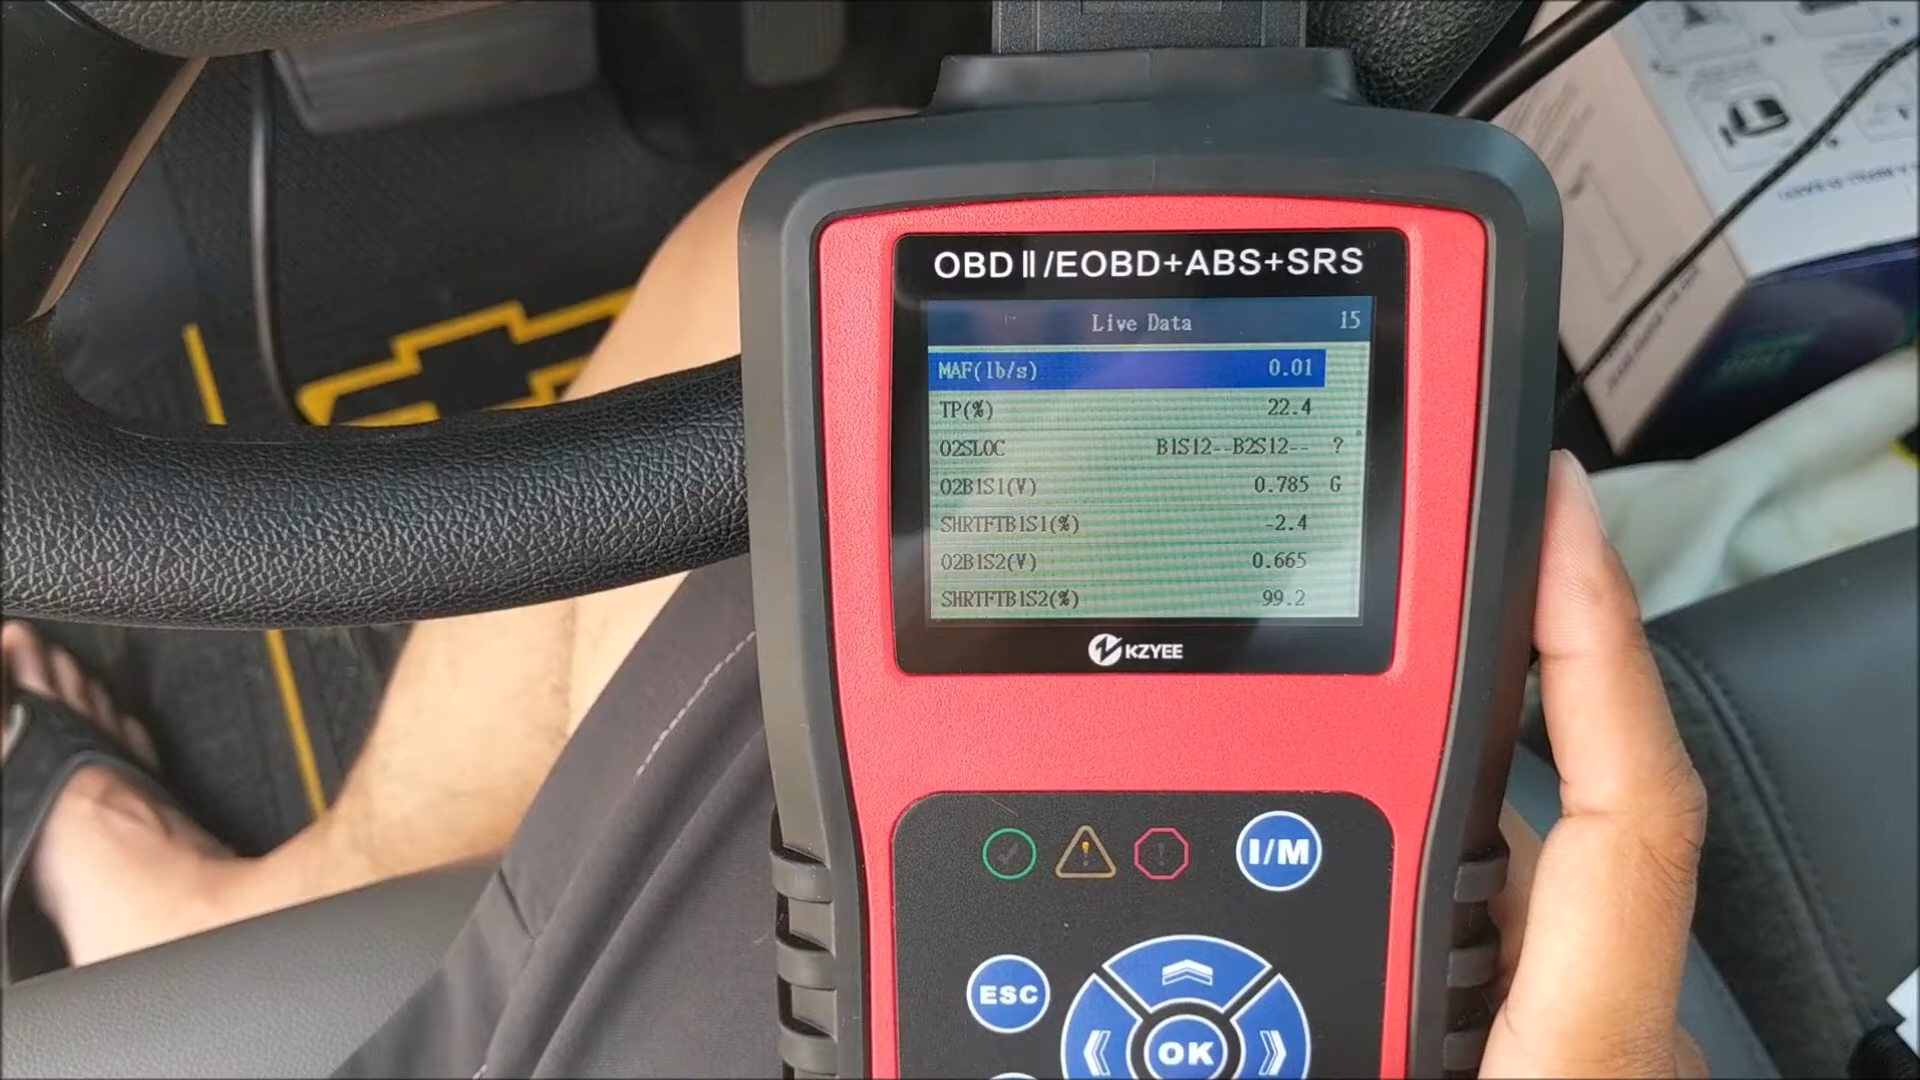 OBDⅡ/EOBD+ABS+SRS
Live Data 15
MAF(lb/s) 0.01
TP(%) 22.4
O2SLOC B1S12--B2S12-- ?
O2B1S1(V) 0.785 G
SHRTFTB1S1(%) -2.4
O2B1S2(V) 0.665
SHRTFTB1S2(%) 99.2
KZYEE
I/M
ESC
OK